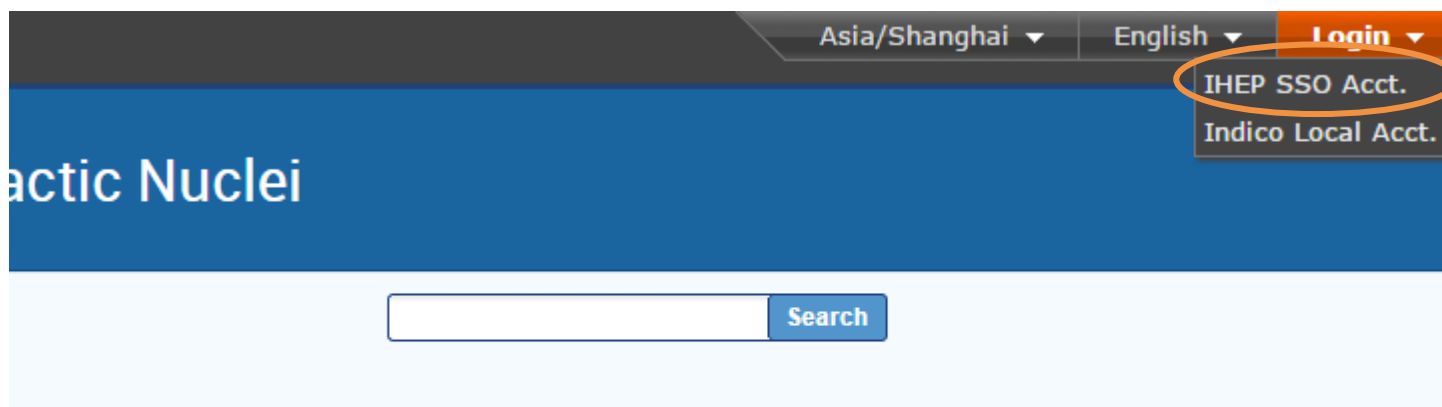 Asia/Shanghai English Login
IHEP SSO Acct.
Indico Local Acct.
actic Nuclei
Search